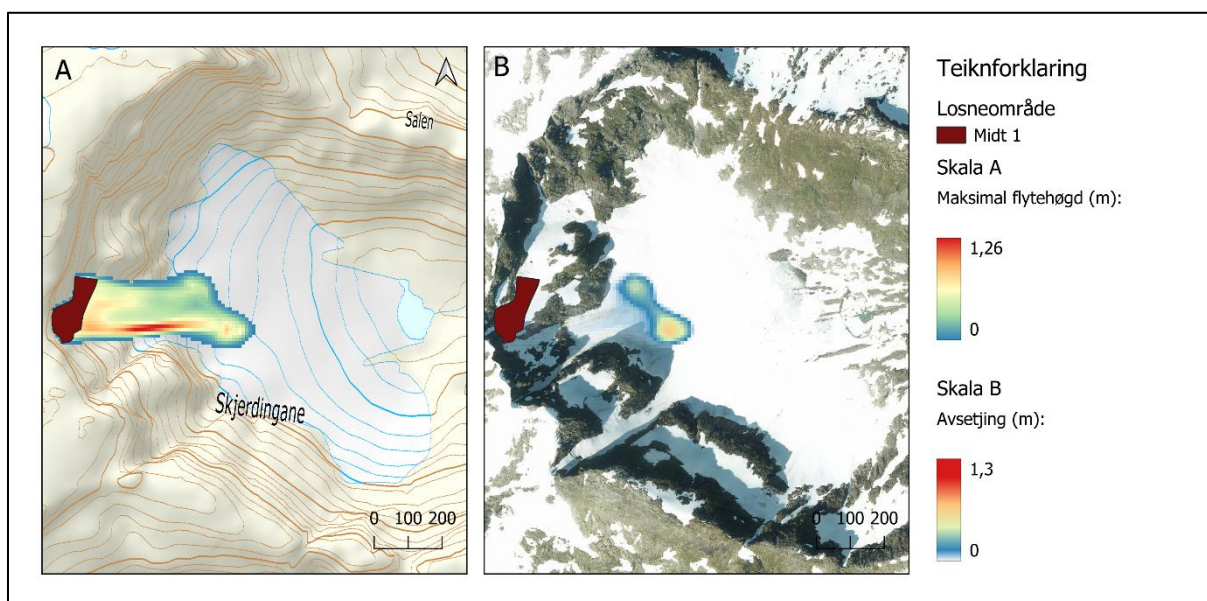 A
Salen
Skjerdingane
0 100 200
B
0 100 200
Teiknforklaring
Losneområde
Midt 1
Skala A
Maksimal flytehøgd (m):
1,26
0
Skala B
Avsetjing (m):
1,3
0